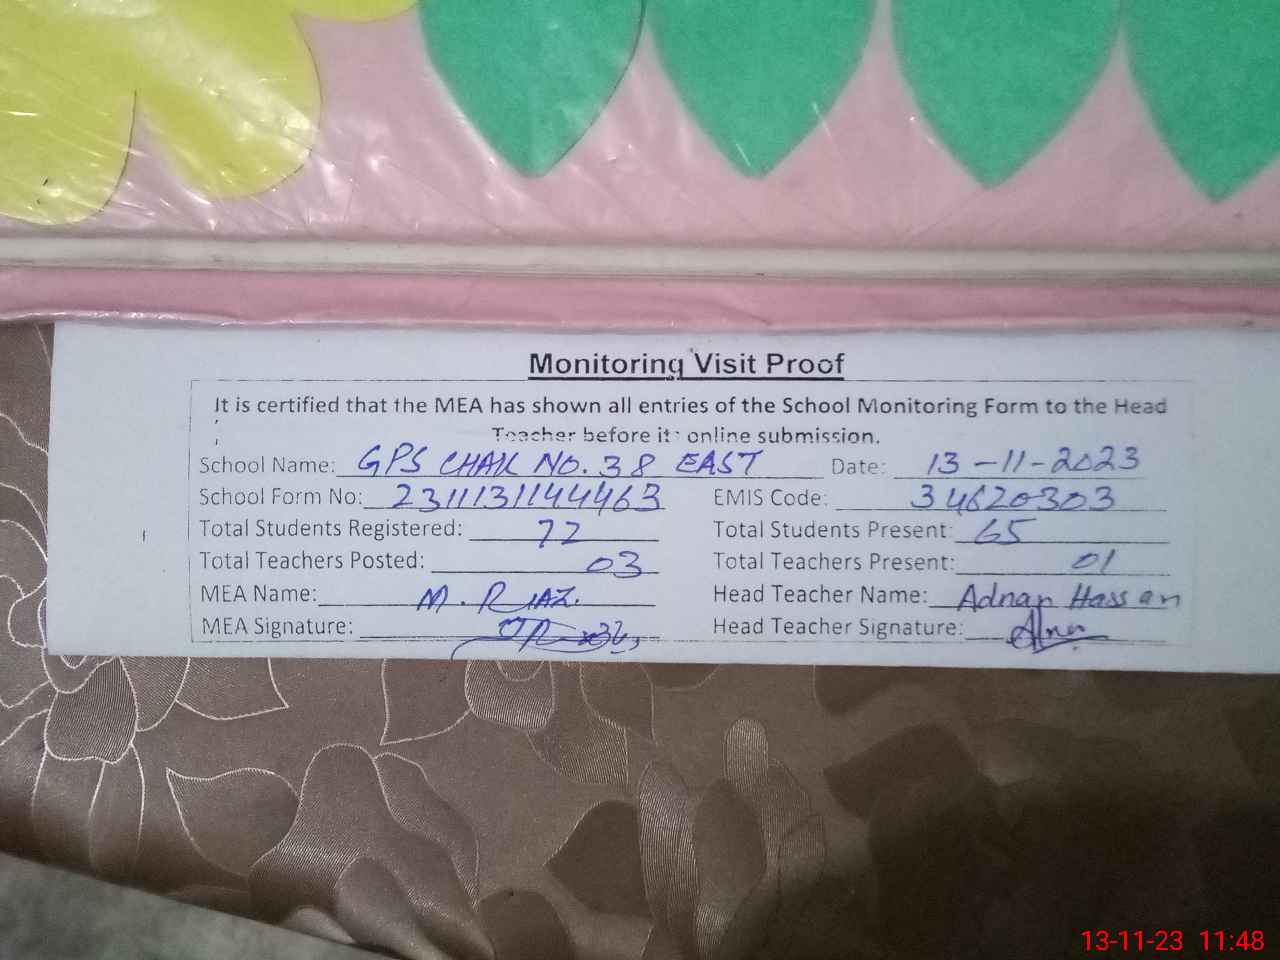 Monitoring Visit Proof
It is certified that the MEA has shown all entries of the School Monitoring Form to the Head
Teacher before its online submission.
School Name: GPS CHAK NO. 38 EAST Date: 13-11-2023
School Form No: 2311131144463 EMIS Code: 34620303
Total Students Registered: 72 Total Students Present: 65
Total Teachers Posted: 03 Total Teachers Present: 01
MEA Name: M. RIAZ. Head Teacher Name: Adnan Hassan
MEA Signature: Head Teacher Signature:
13-11-23 11:48